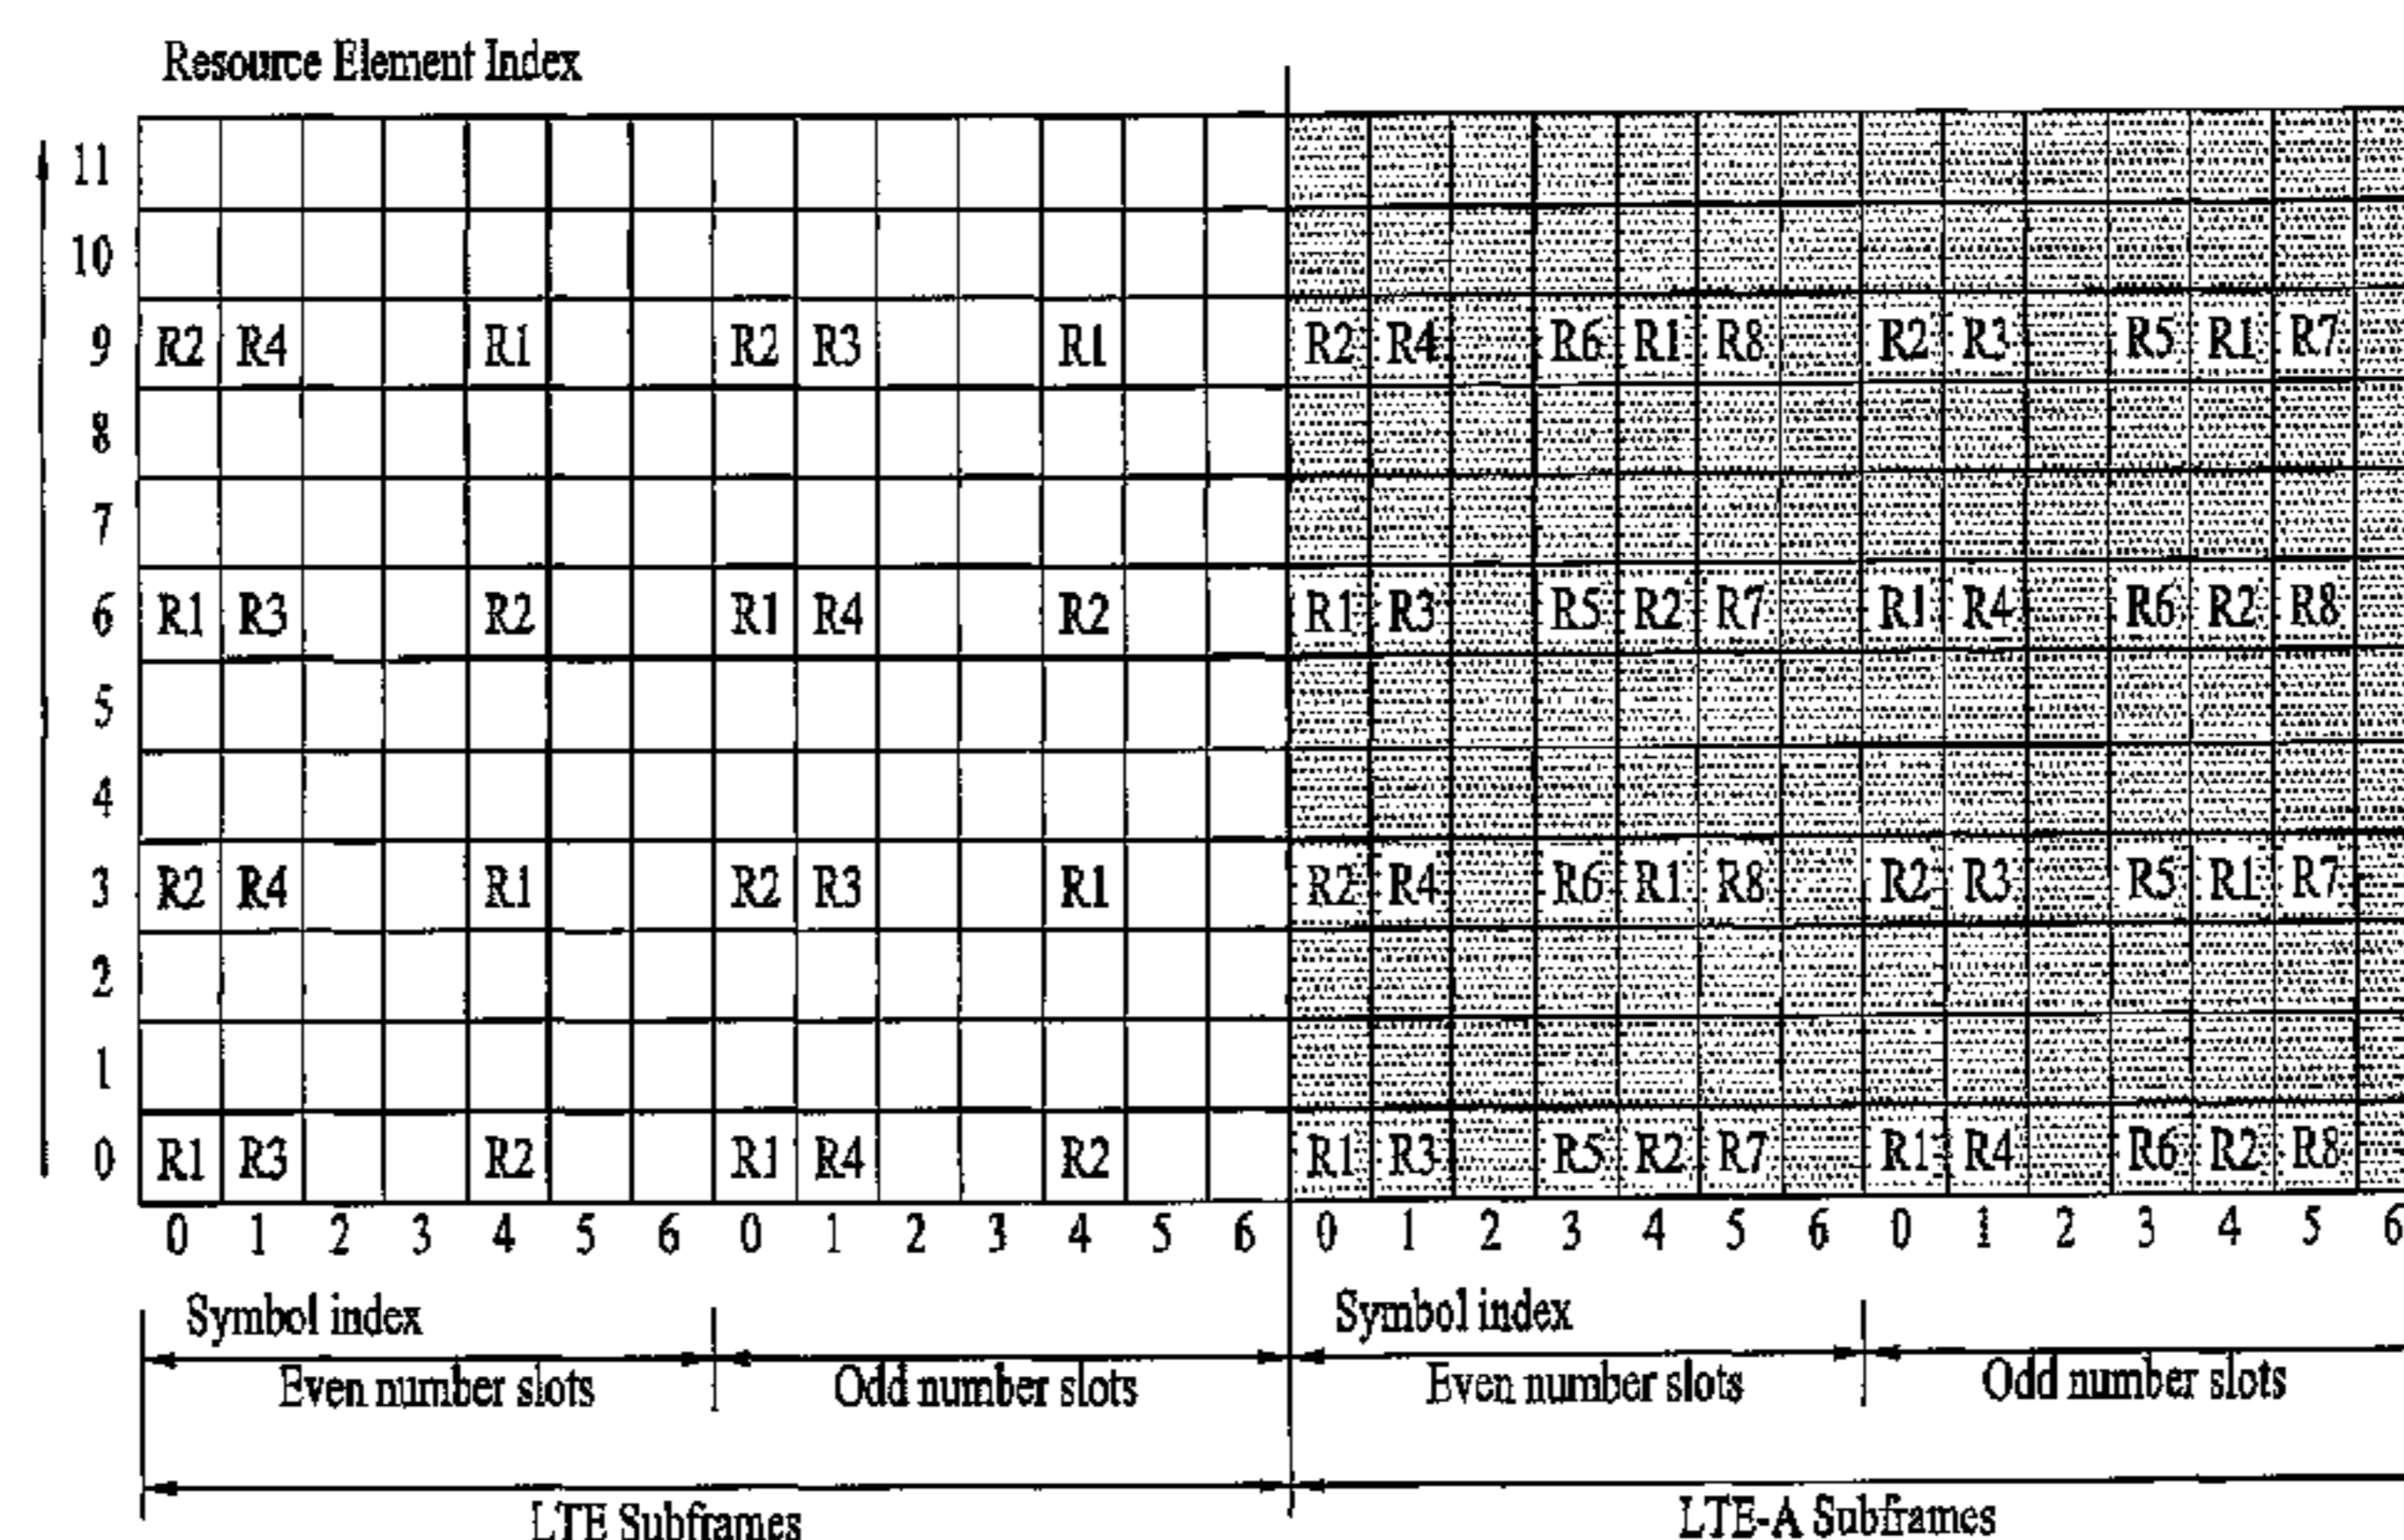 Resource Element Index
11
10
9 R2 R4 R1 R2 R3 R1 R2 R4 R6 R1 R8 R2 R3 R5 R1 R7
8
7
6 R1 R3 R2 R1 R4 R2 R1 R3 R5 R2 R7 R1 R4 R6 R2 R8
5
4
3 R2 R4 R1 R2 R3 R1 R2 R4 R6 R1 R8 R2 R3 R5 R1 R7
2
1
0 R1 R3 R2 R1 R4 R2 R1 R3 R5 R2 R7 R1 R4 R6 R2 R8
0 1 2 3 4 5 6 0 1 2 3 4 5 6 0 1 2 3 4 5 6 0 1 2 3 4 5 6
Symbol index Symbol index
Even number slots Odd number slots Even number slots Odd number slots
LTE Subframes LTE-A Subframes